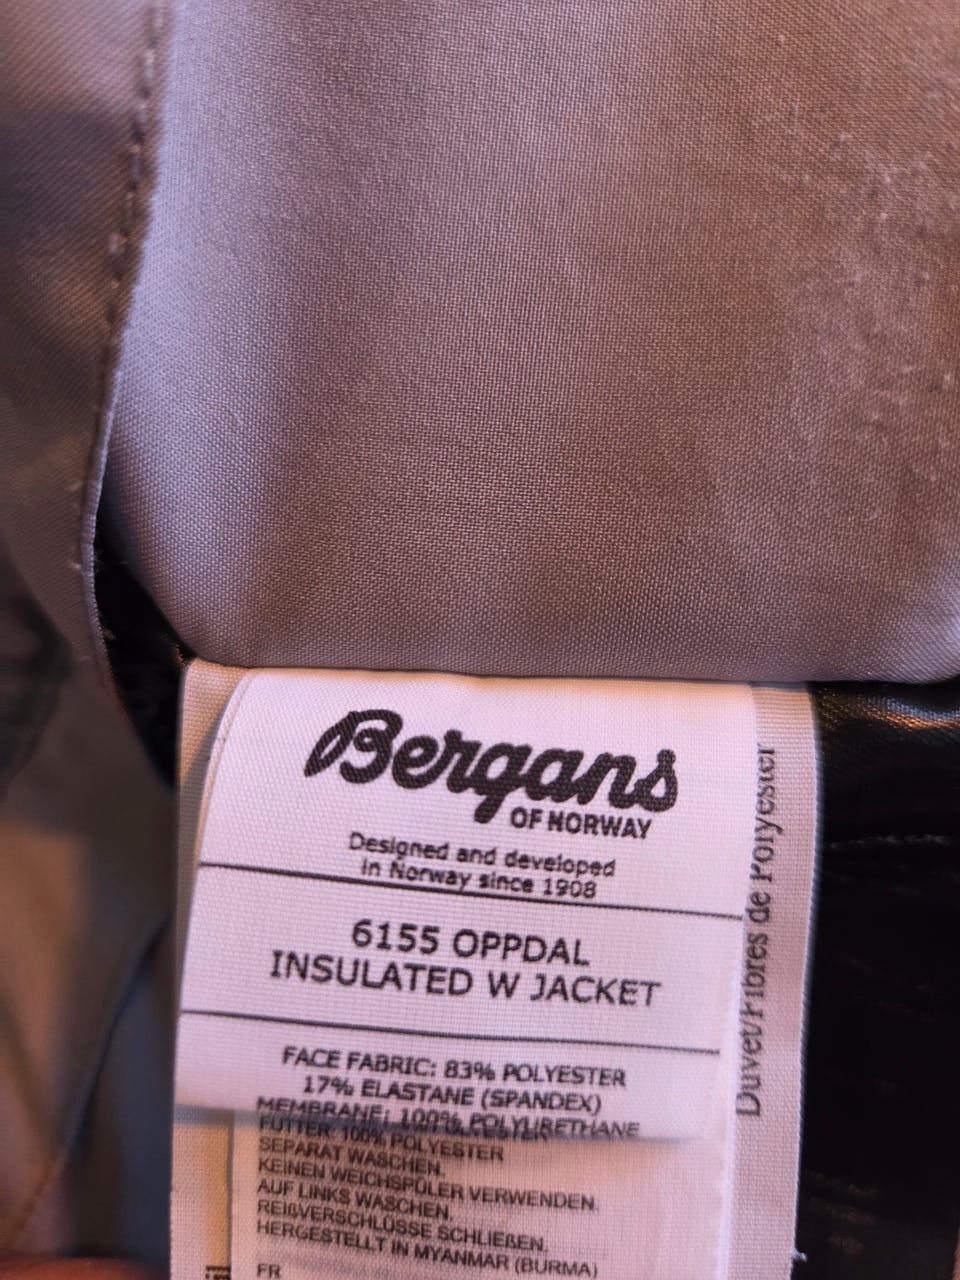 Bergans
OF NORWAY
Designed and developed
in Norway since 1908
6155 OPPDAL
INSULATED W JACKET
FACE FABRIC: 83% POLYESTER
17% ELASTANE (SPANDEX)
MEMBRANE: 100% POLYURETHANE
FUTTER: 100% POLYESTER
SEPARAT WASCHEN.
KEINEN WEICHSPÜLER VERWENDEN.
AUF LINKS WASCHEN.
REIßVERSCHLÜSSE SCHLIEßEN.
HERGESTELLT IN MYANMAR (BURMA)
FR
Duvet/Fibres de Polyester